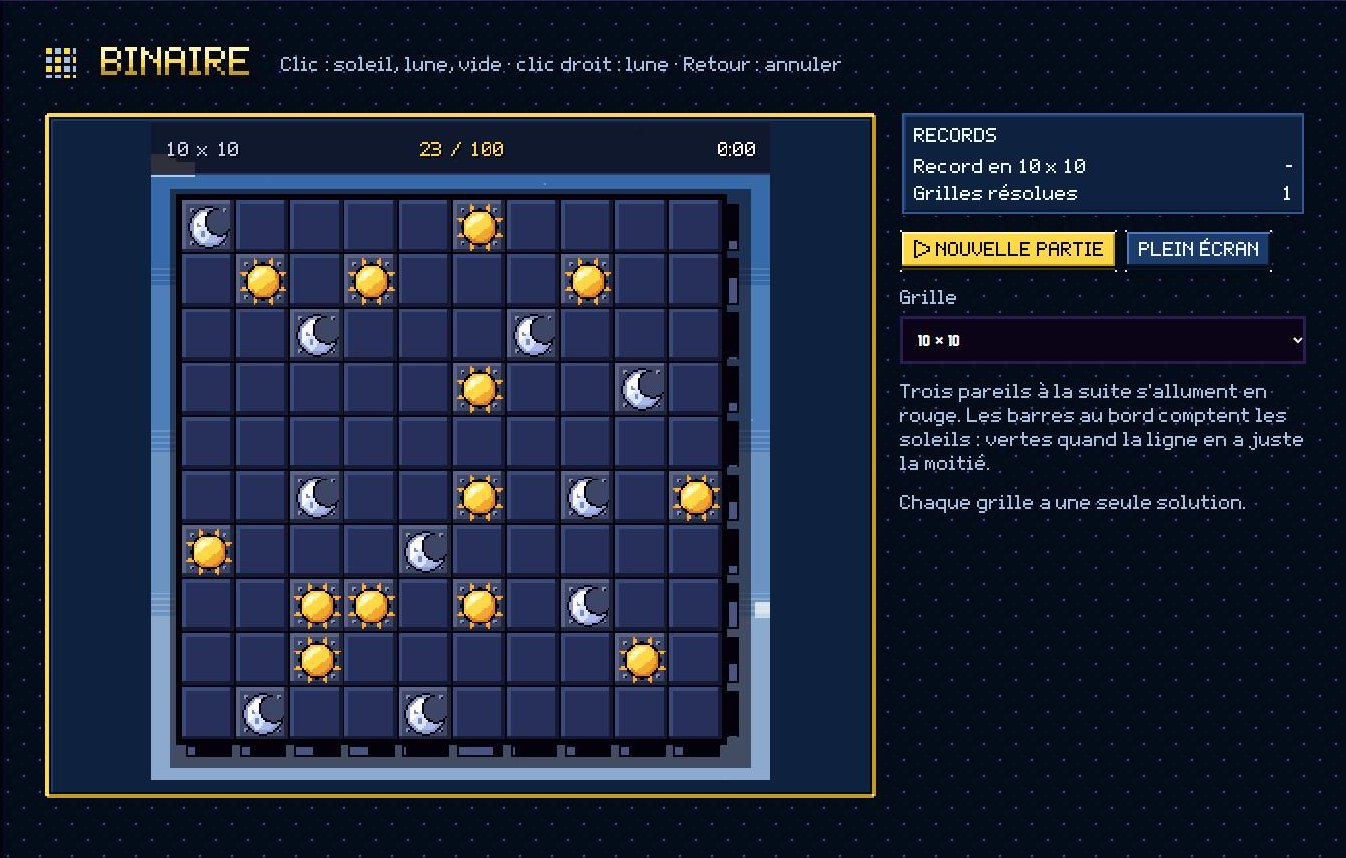 BINAIRE
Clic : soleil, lune, vide · clic droit : lune · Retour : annuler
10 x 10
23 / 100
0:00
RECORDS
Record en 10 x 10 -
Grilles résolues 1
NOUVELLE PARTIE
PLEIN ÉCRAN
Grille
10 × 10
Trois pareils à la suite s'allument en
rouge. Les barres au bord comptent les
soleils : vertes quand la ligne en a juste
la moitié.
Chaque grille a une seule solution.